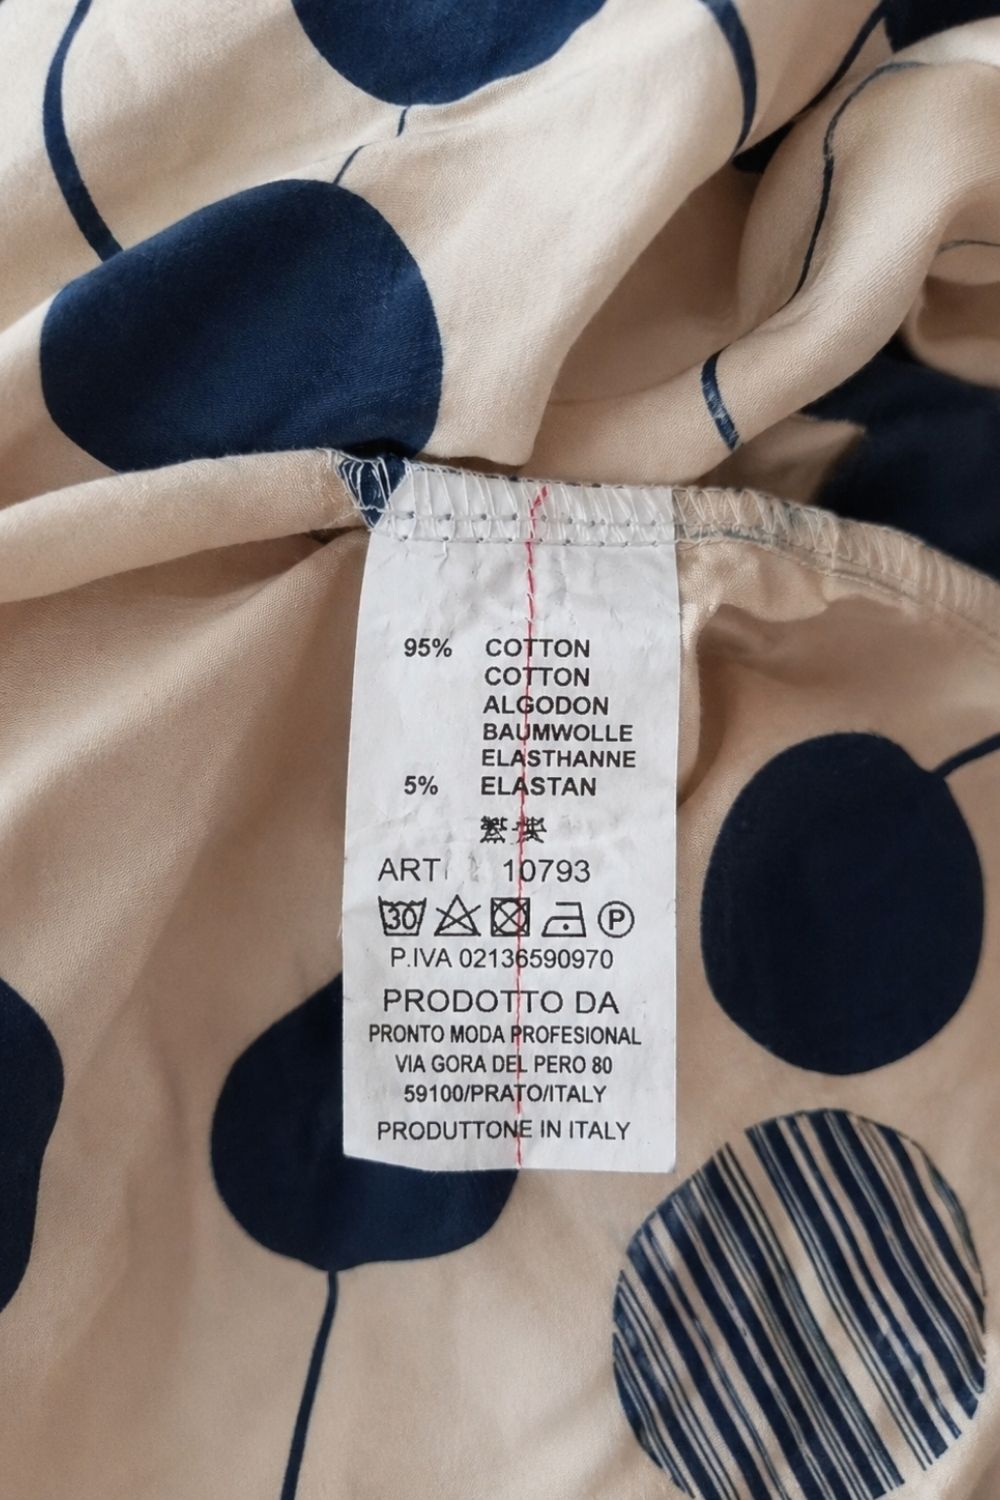 95% COTTON
COTTON
ALGODON
BAUMWOLLE
ELASTHANNE
5% ELASTAN
ART 10793
30 P
P.IVA 02136590970
PRODOTTO DA
PRONTO MODA PROFESIONAL
VIA GORA DEL PERO 80
59100/PRATO/ITALY
PRODUTTONE IN ITALY